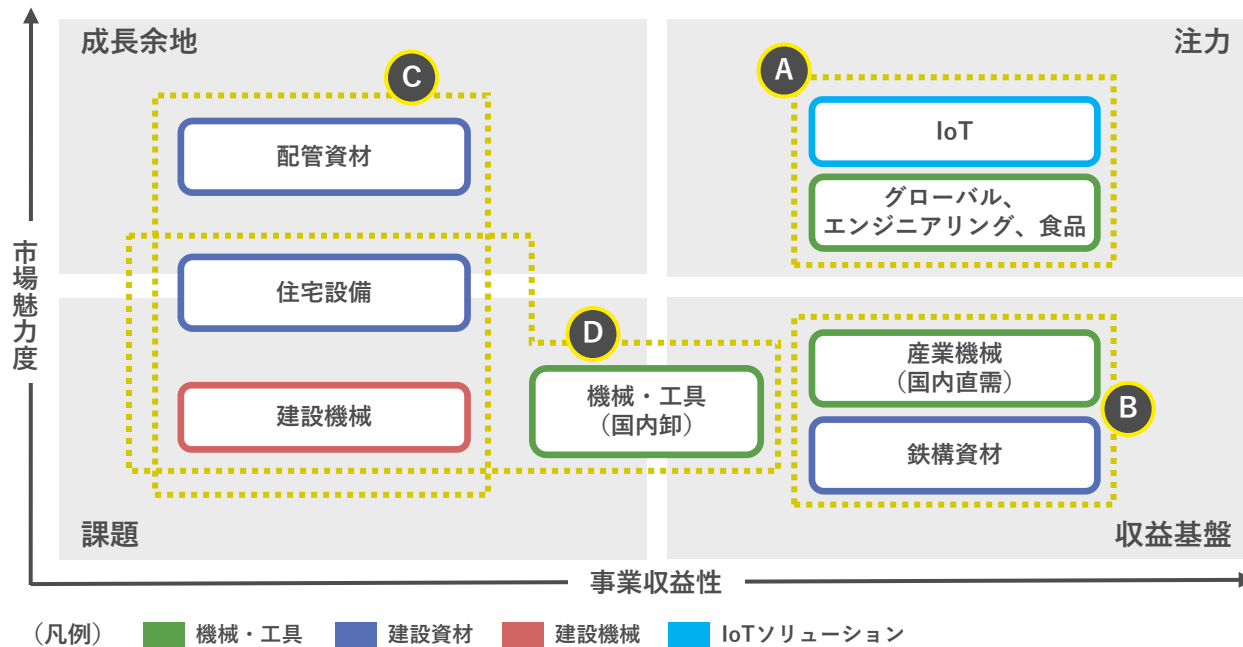 成長余地
注力
C
A
配管資材
IoT
グローバル、
エンジニアリング、食品
市場魅力度
住宅設備
D
産業機械
（国内直需）
建設機械
機械・工具
（国内卸）
B
鉄構資材
課題
収益基盤
事業収益性
（凡例） 機械・工具 建設資材 建設機械 IoTソリューション